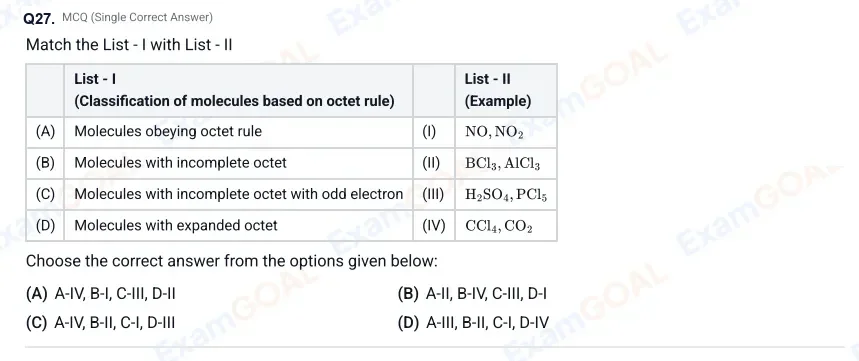 Q27. MCQ (Single Correct Answer)
Match the List - I with List - II
List - I
(Classification of molecules based on octet rule)
List - II
(Example)
(A) Molecules obeying octet rule (I) NO, NO₂
(B) Molecules with incomplete octet (II) BCl₃, AlCl₃
(C) Molecules with incomplete octet with odd electron (III) H₂SO₄, PCl₅
(D) Molecules with expanded octet (IV) CCl₄, CO₂
Choose the correct answer from the options given below:
(A) A-IV, B-I, C-III, D-II (B) A-II, B-IV, C-III, D-I
(C) A-IV, B-II, C-I, D-III (D) A-III, B-II, C-I, D-IV
ExamGOAL